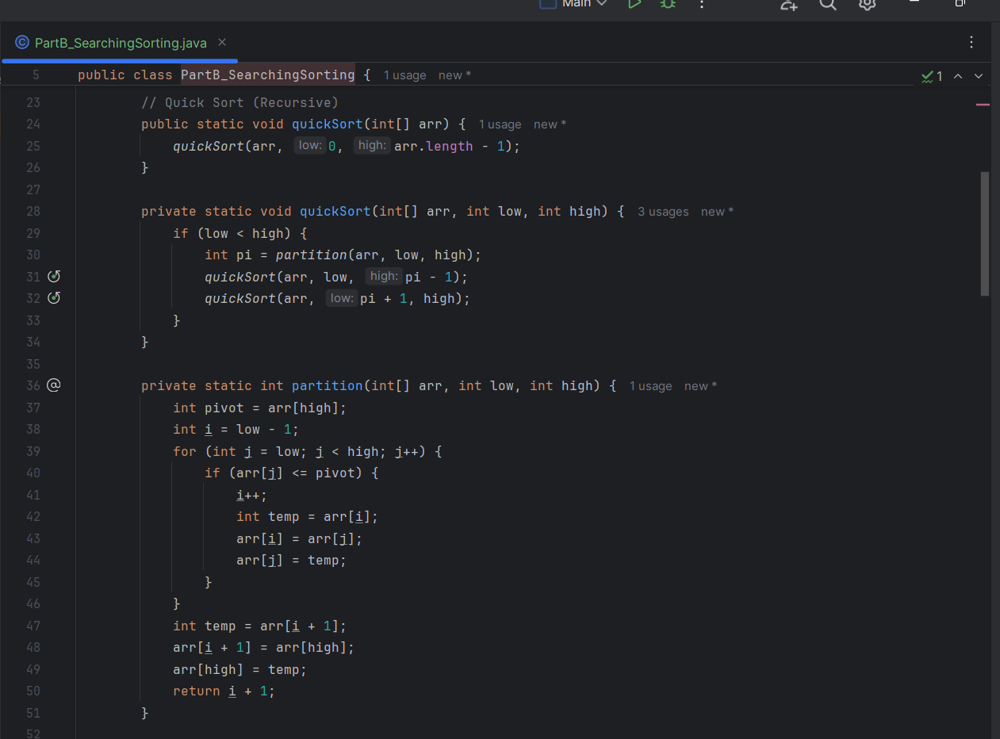 Main
PartB_SearchingSorting.java
5 public class PartB_SearchingSorting { 1 usage new *
1
23 // Quick Sort (Recursive)
24 public static void quickSort(int[] arr) { 1 usage new *
25 quickSort(arr, low: 0, high: arr.length - 1);
26 }
27
28 private static void quickSort(int[] arr, int low, int high) { 3 usages new *
29 if (low < high) {
30 int pi = partition(arr, low, high);
31 quickSort(arr, low, high: pi - 1);
32 quickSort(arr, low: pi + 1, high);
33 }
34 }
35
36 @ private static int partition(int[] arr, int low, int high) { 1 usage new *
37 int pivot = arr[high];
38 int i = low - 1;
39 for (int j = low; j < high; j++) {
40 if (arr[j] <= pivot) {
41 i++;
42 int temp = arr[i];
43 arr[i] = arr[j];
44 arr[j] = temp;
45 }
46 }
47 int temp = arr[i + 1];
48 arr[i + 1] = arr[high];
49 arr[high] = temp;
50 return i + 1;
51 }
52